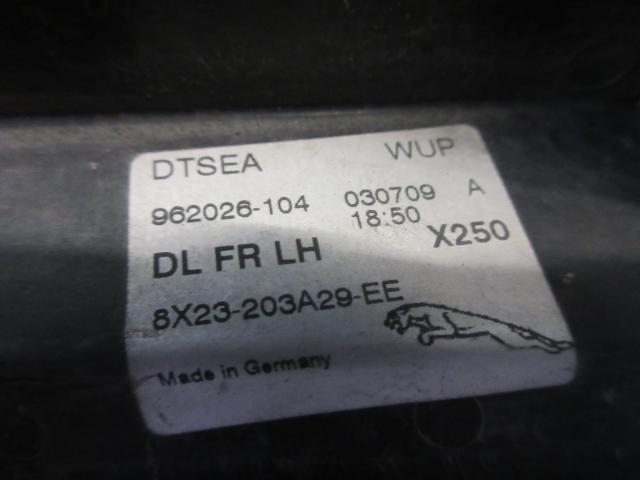 DTSEA WUP
962026-104 030709 A
18:50
DL FR LH X250
8X23-203A29-EE
Made in Germany